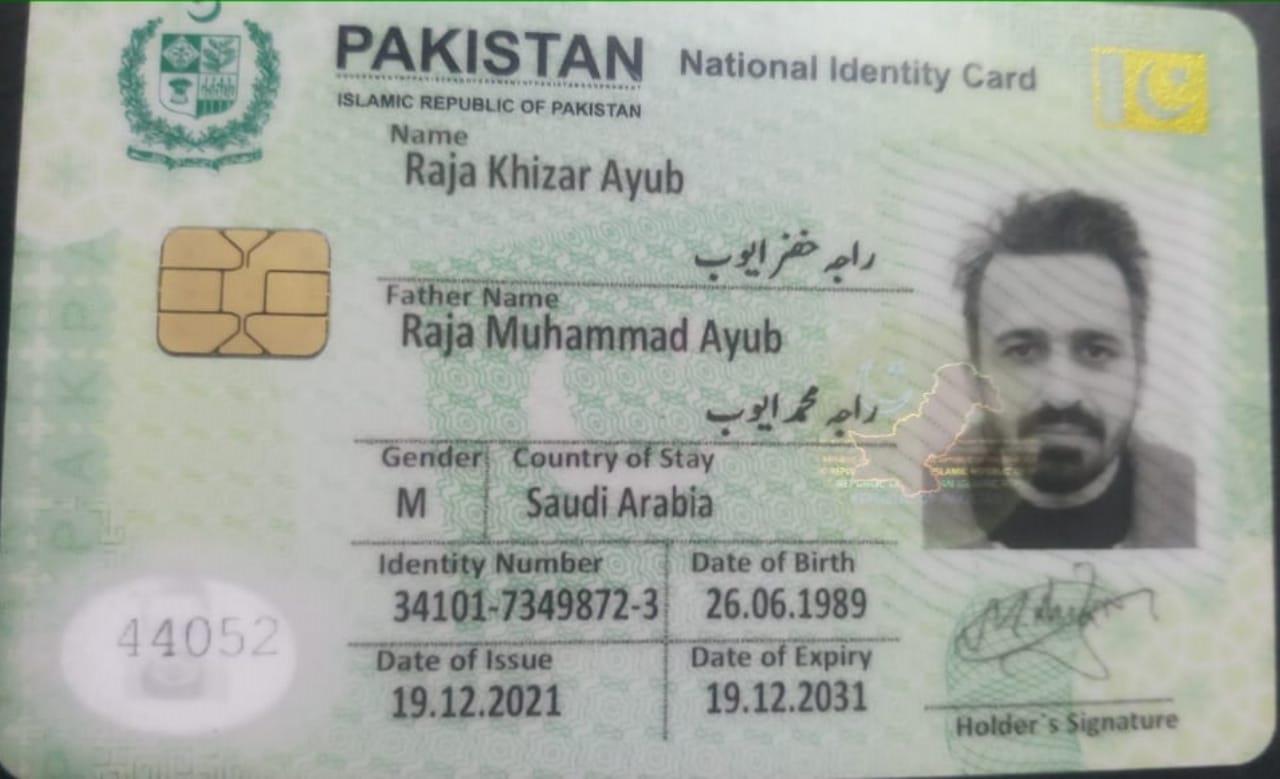 PAKISTAN National Identity Card
ISLAMIC REPUBLIC OF PAKISTAN
Name
Raja Khizar Ayub
راجہ خضر ایوب
Father Name
Raja Muhammad Ayub
راجہ محمد ایوب
Gender Country of Stay
M Saudi Arabia
Identity Number Date of Birth
34101-7349872-3 26.06.1989
Date of Issue Date of Expiry
19.12.2021 19.12.2031
44052
Holder`s Signature